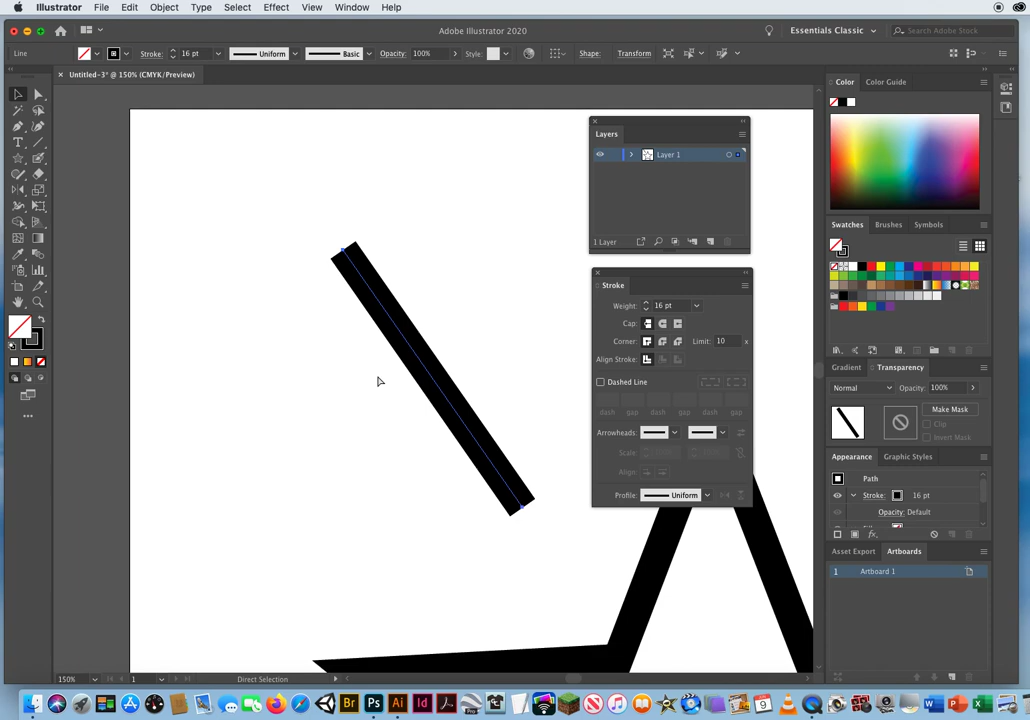 Illustrator File Edit Object Type Select Effect View Window Help
Adobe Illustrator 2020
Essentials Classic
Search Adobe Stock
Line
Stroke: 16 pt Uniform Basic Opacity: 100% Style: Shape: Transform
× Untitled-3* @ 150% (CMYK/Preview)
Layers
Layer 1
1 Layer
Stroke
Weight: 16 pt
Cap:
Corner: Limit: 10 x
Align Stroke:
Dashed Line
dash gap dash gap dash gap
Arrowheads:
Scale:
Align:
Profile: Uniform
Color Color Guide
Swatches Brushes Symbols
Gradient Transparency
Normal Opacity: 100%
Make Mask
Clip
Invert Mask
Appearance Graphic Styles
Path
Stroke: 16 pt
Opacity: Default
Asset Export Artboards
1 Artboard 1
150% 1 Direct Selection
Br Ps Ai Id